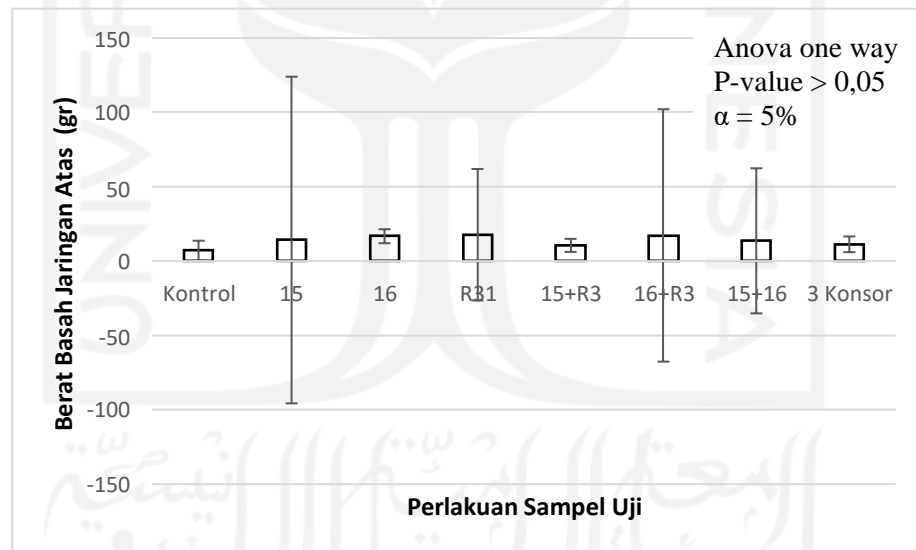 150
100
50
0
-50
-100
-150
Berat Basah Jaringan Atas (gr)
Anova one way
P-value > 0,05
α = 5%
Kontrol 15 16 R31 15+R3 16+R3 15+16 3 Konsor
Perlakuan Sampel Uji